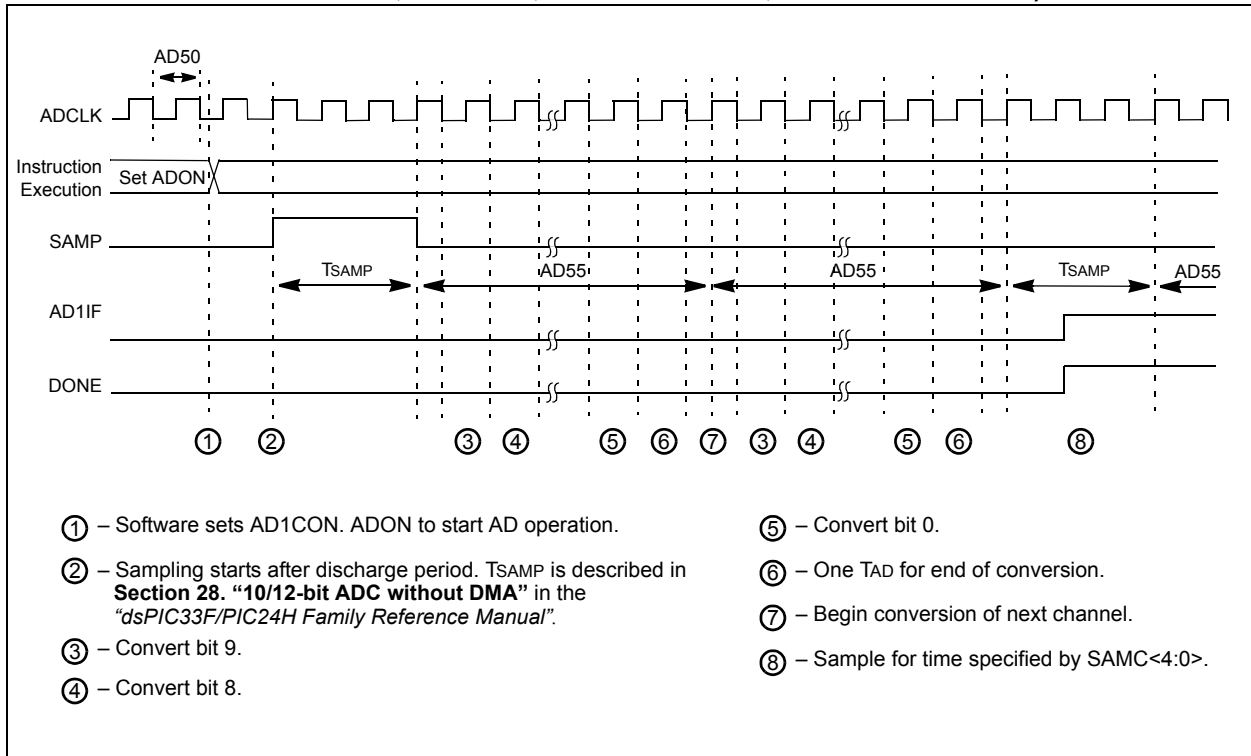 AD50
ADCLK
Instruction
Execution
Set ADON
SAMP
TSAMP
AD55
AD55
TSAMP
AD55
AD1IF
DONE
1 2 3 4 5 6 7 3 4 5 6 8
1 – Software sets AD1CON. ADON to start AD operation.
2 – Sampling starts after discharge period. TSAMP is described in
Section 28. “10/12-bit ADC without DMA” in the
“dsPIC33F/PIC24H Family Reference Manual”.
3 – Convert bit 9.
4 – Convert bit 8.
5 – Convert bit 0.
6 – One TAD for end of conversion.
7 – Begin conversion of next channel.
8 – Sample for time specified by SAMC<4:0>.